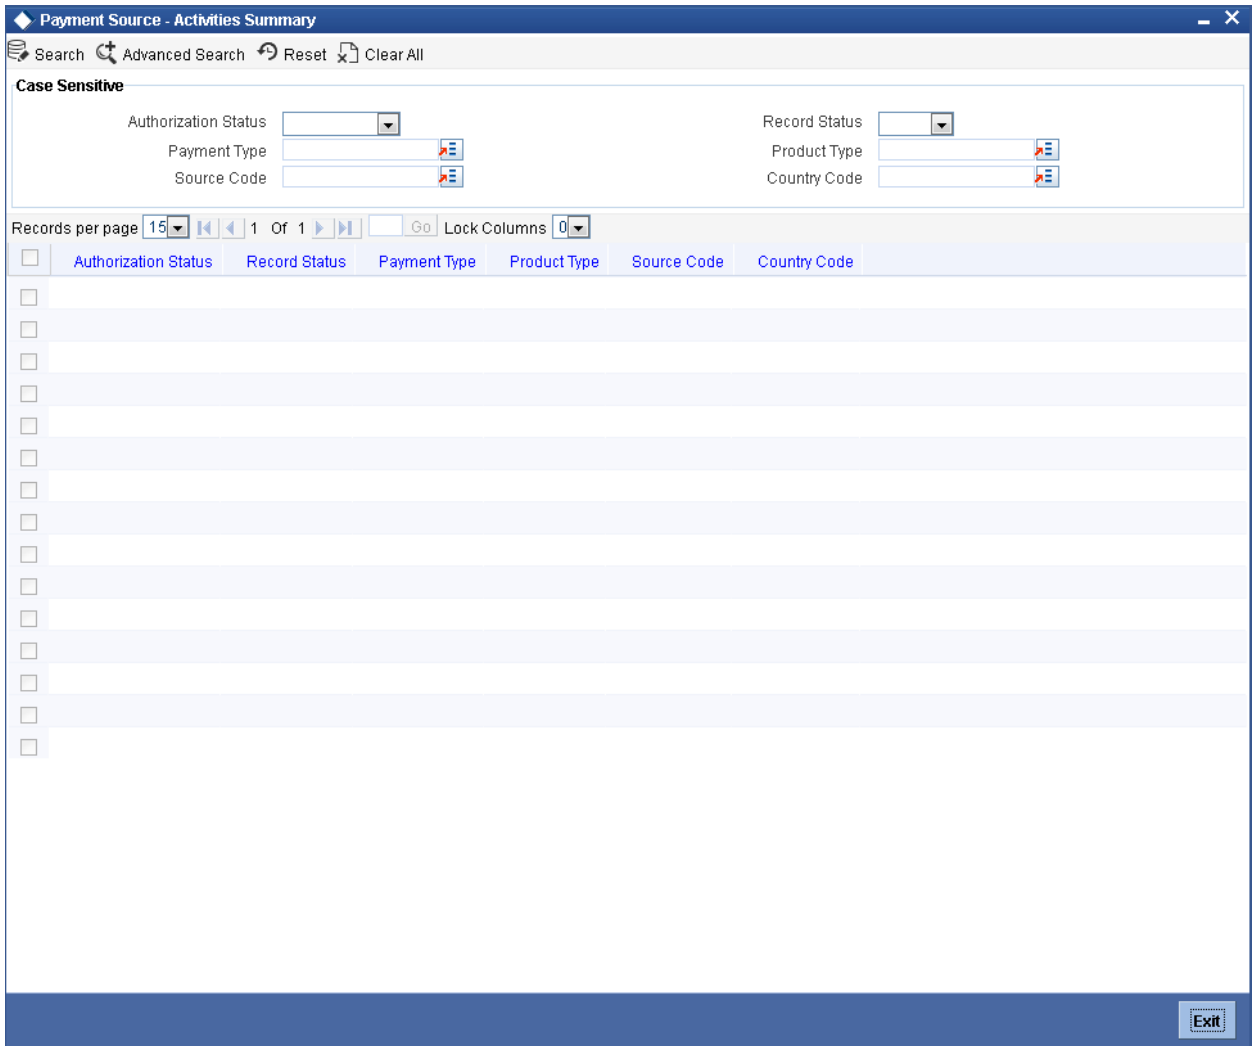 Payment Source - Activities Summary
Search Advanced Search Reset Clear All
Case Sensitive
Authorization Status Record Status
Payment Type Product Type
Source Code Country Code
Records per page 15 1 Of 1 Go Lock Columns 0
Authorization Status Record Status Payment Type Product Type Source Code Country Code
Exit